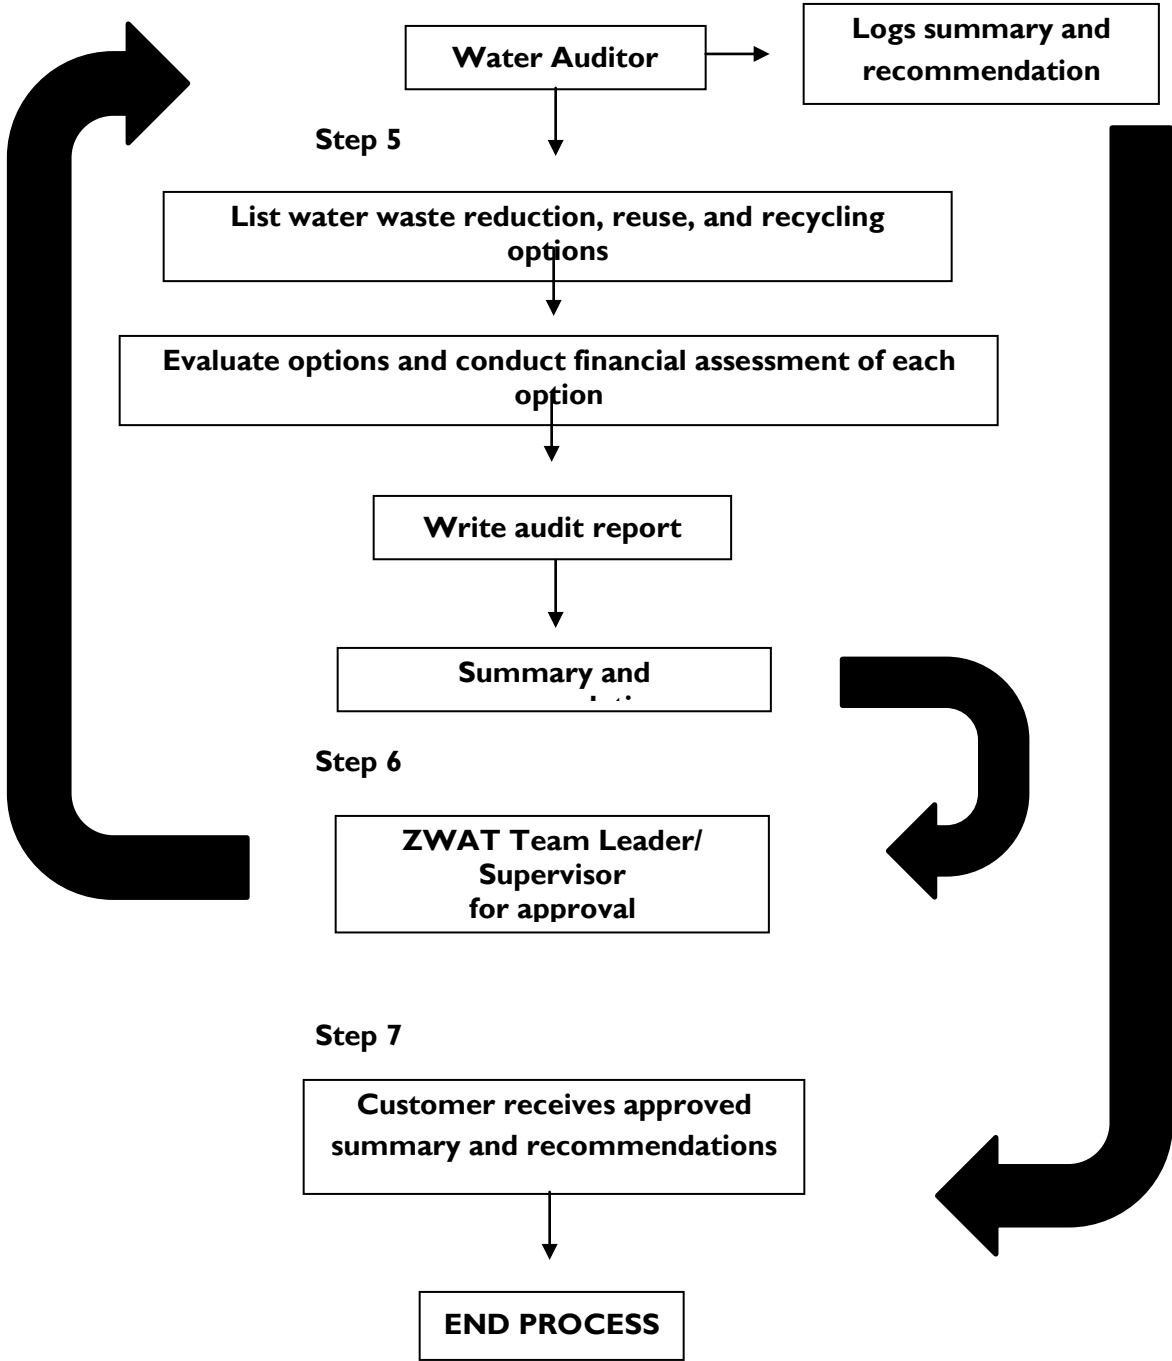 Water Auditor
Logs summary and
recommendation
Step 5
List water waste reduction, reuse, and recycling
options
Evaluate options and conduct financial assessment of each
option
Write audit report
Summary and
Step 6
ZWAT Team Leader/
Supervisor
for approval
Step 7
Customer receives approved
summary and recommendations
END PROCESS